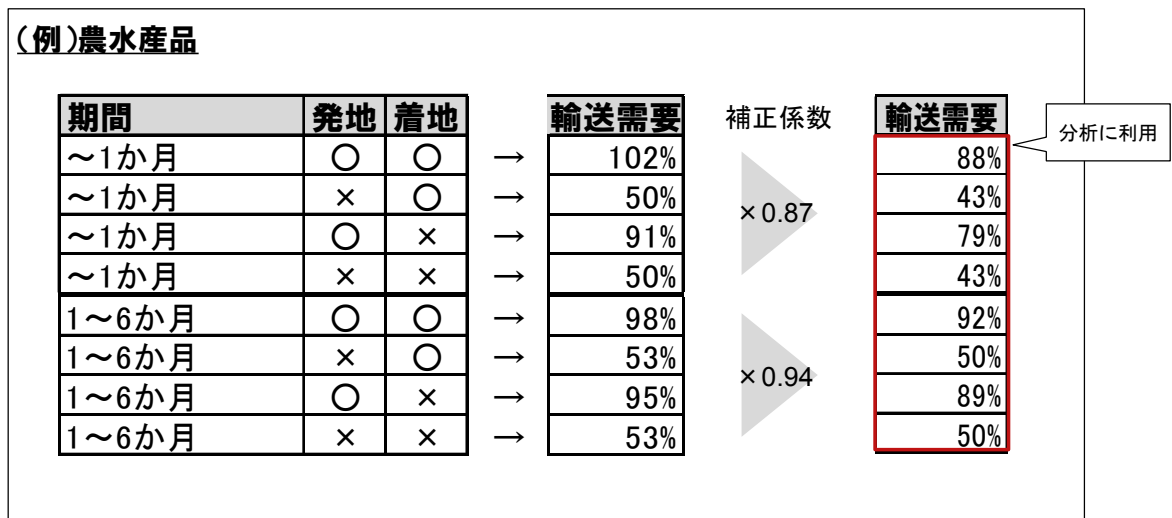 (例)農水産品
期間 発地 着地 輸送需要 補正係数 輸送需要
分析に利用
～1か月 ○ ○ → 102% 88%
～1か月 × ○ → 50% 43%
×0.87
～1か月 ○ × → 91% 79%
～1か月 × × → 50% 43%
1～6か月 ○ ○ → 98% 92%
1～6か月 × ○ → 53% 50%
×0.94
1～6か月 ○ × → 95% 89%
1～6か月 × × → 53% 50%